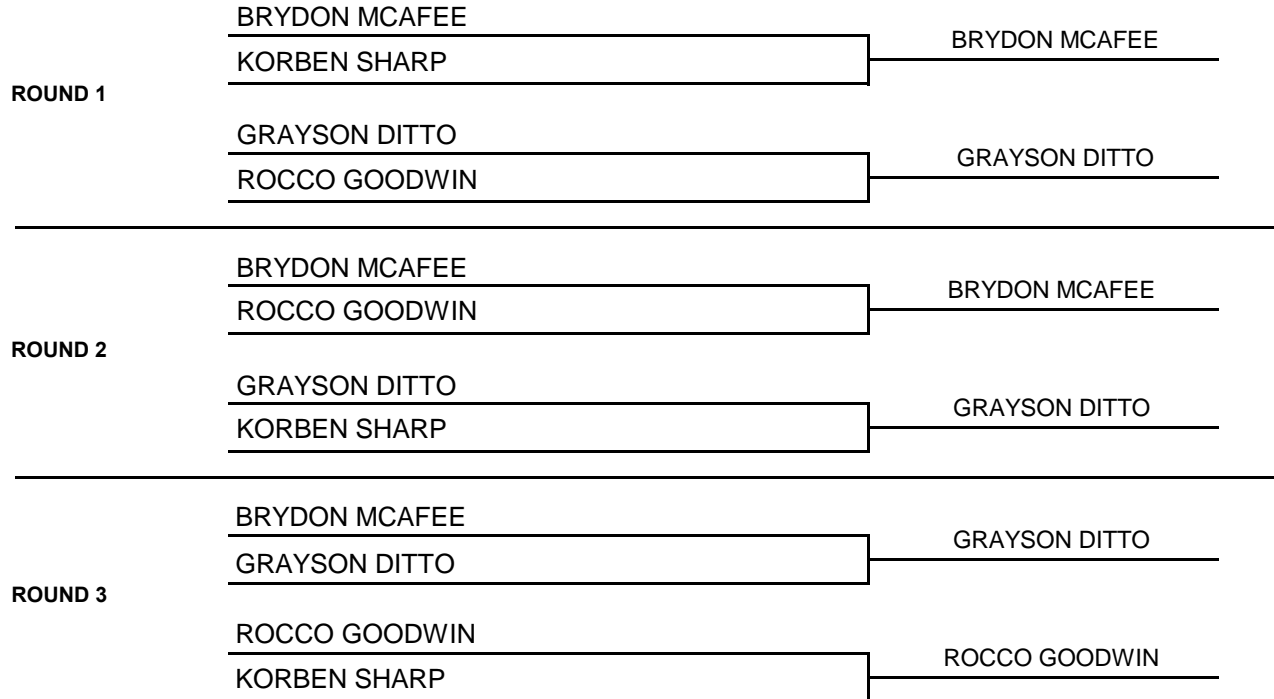 BRYDON MCAFEE
BRYDON MCAFEE
KORBEN SHARP
ROUND 1
GRAYSON DITTO
GRAYSON DITTO
ROCCO GOODWIN
BRYDON MCAFEE
BRYDON MCAFEE
ROCCO GOODWIN
ROUND 2
GRAYSON DITTO
GRAYSON DITTO
KORBEN SHARP
BRYDON MCAFEE
GRAYSON DITTO
GRAYSON DITTO
ROUND 3
ROCCO GOODWIN
ROCCO GOODWIN
KORBEN SHARP